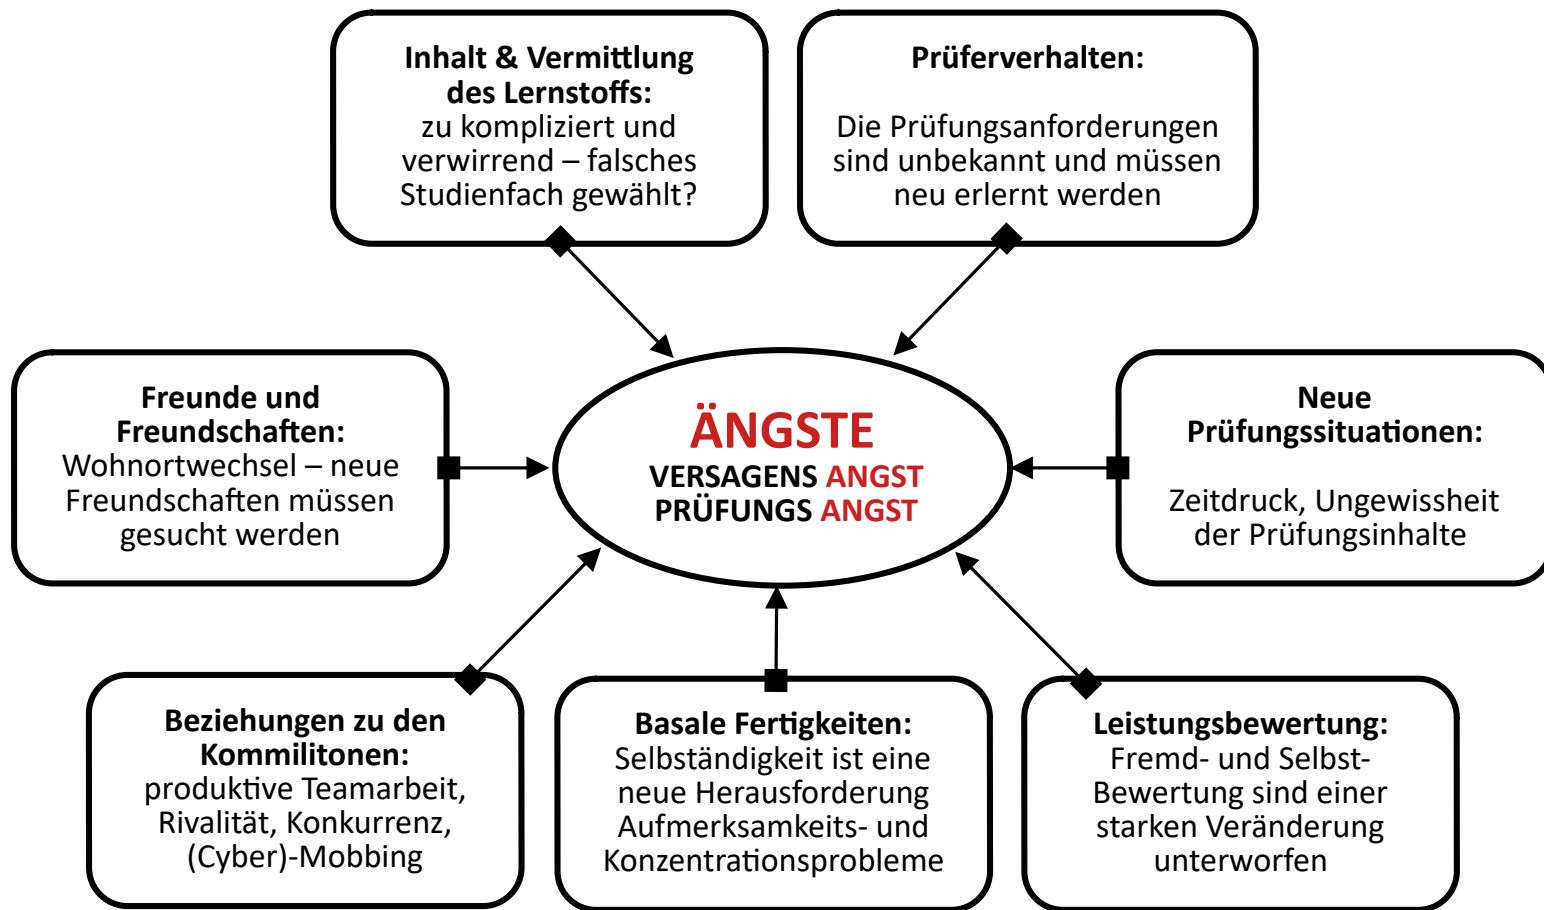 Inhalt & Vermittlung
des Lernstoffs:
zu kompliziert und
verwirrend – falsches
Studienfach gewählt?
Prüferverhalten:
Die Prüfungsanforderungen
sind unbekannt und müssen
neu erlernt werden
Freunde und
Freundschaften:
Wohnortwechsel – neue
Freundschaften müssen
gesucht werden
ÄNGSTE
VERSAGENS ANGST
PRÜFUNGS ANGST
Neue
Prüfungssituationen:
Zeitdruck, Ungewissheit
der Prüfungsinhalte
Beziehungen zu den
Kommilitonen:
produktive Teamarbeit,
Rivalität, Konkurrenz,
(Cyber)-Mobbing
Basale Fertigkeiten:
Selbständigkeit ist eine
neue Herausforderung
Aufmerksamkeits- und
Konzentrationsprobleme
Leistungsbewertung:
Fremd- und Selbst-
Bewertung sind einer
starken Veränderung
unterworfen